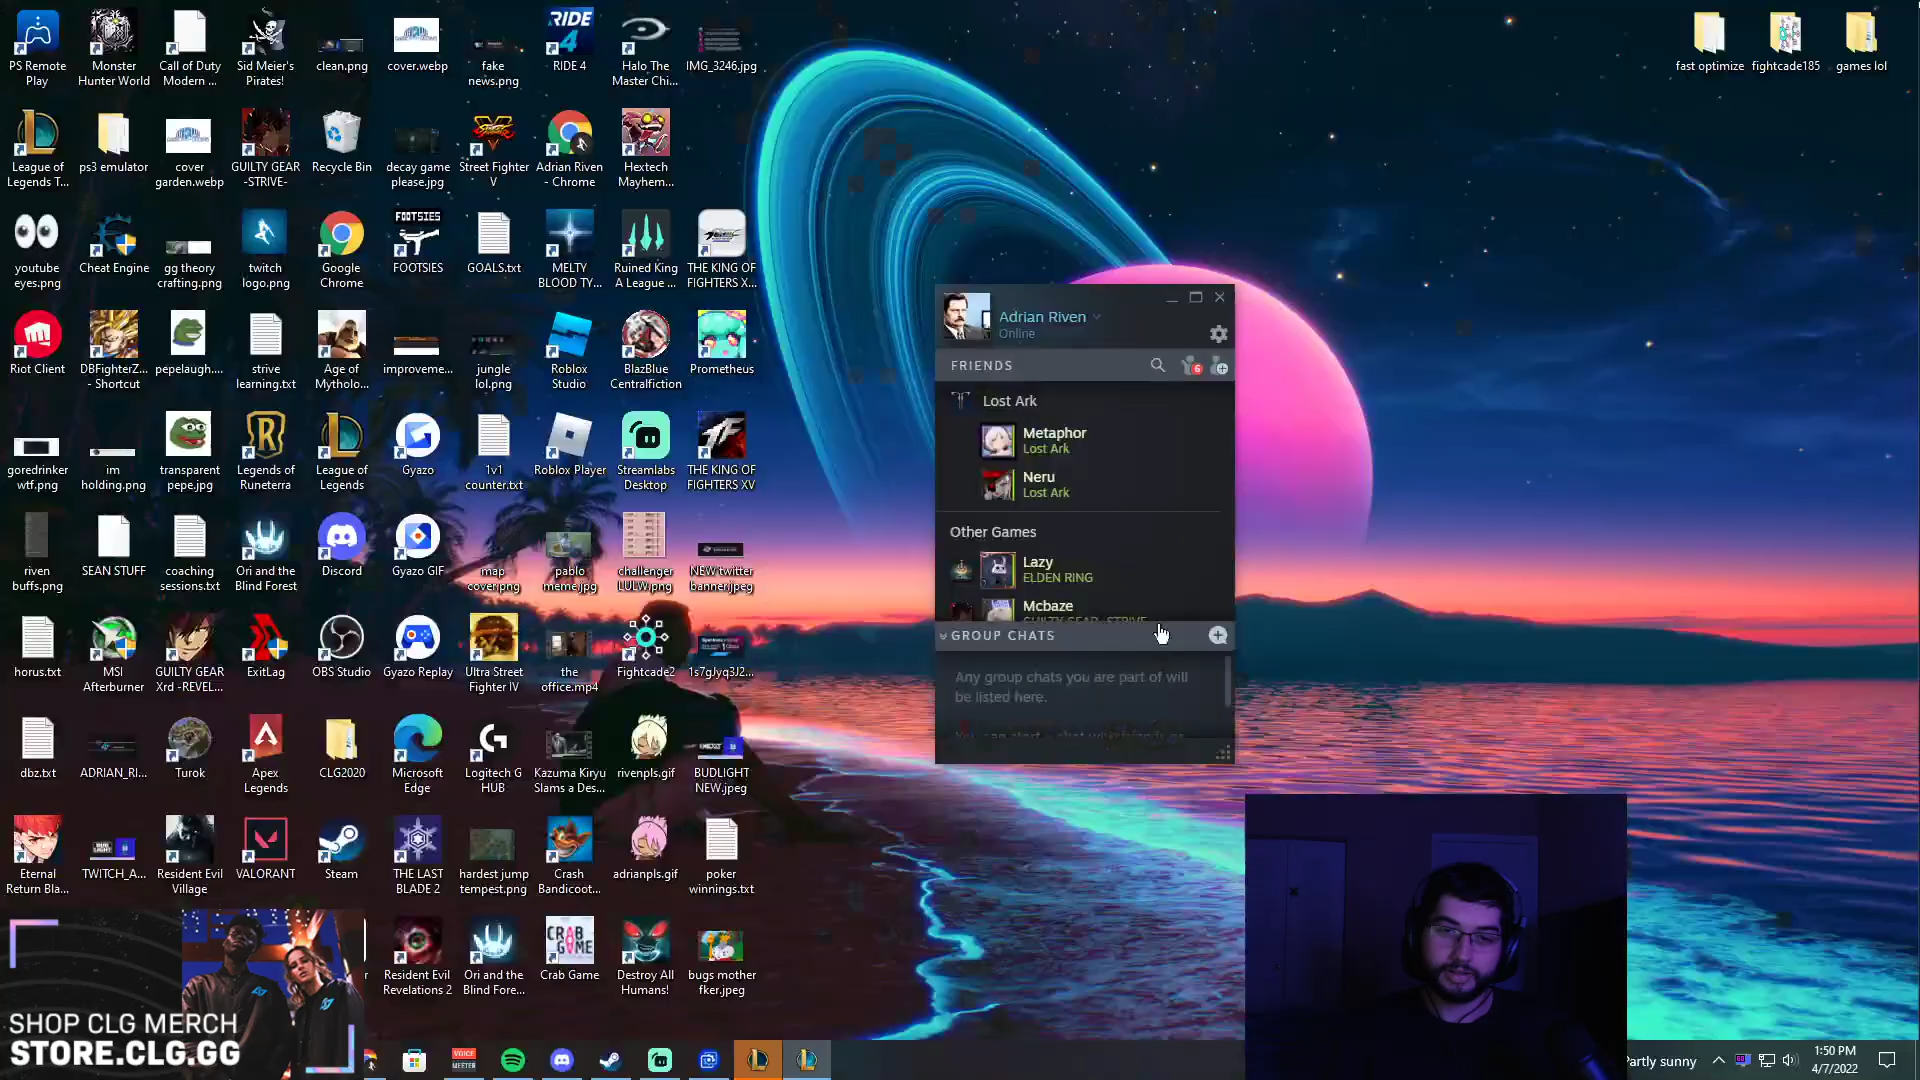 PS Remote
Play
Monster
Hunter World
Call of Duty
Modern ...
Sid Meier's
Pirates!
clean.png
cover.webp
fake
news.png
RIDE 4
Halo The
Master Chi...
IMG_3246.jpg
fast optimize
fightcade185
games lol
League of
Legends T...
ps3 emulator
cover
garden.webp
GUILTY GEAR
-STRIVE-
Recycle Bin
decay game
please.jpg
Street Fighter
V
Adrian Riven
- Chrome
Hextech
Mayhem...
youtube
eyes.png
Cheat Engine
gg theory
crafting.png
twitch
logo.png
Google
Chrome
FOOTSIES
FOOTSIES
GOALS.txt
MELTY
BLOOD TY...
Ruined King
A League ...
THE KING OF
FIGHTERS X...
Riot Client
DBFighterZ...
- Shortcut
pepelaugh....
strive
learning.txt
Age of
Mytholo...
improveme...
jungle
lol.png
Roblox
Studio
BlazBlue
Centralfiction
Prometheus
goredrinker
wtf.png
im
holding.png
transparent
pepe.jpg
Legends of
Runeterra
League of
Legends
Gyazo
1v1
counter.txt
Roblox Player
Streamlabs
Desktop
THE KING OF
FIGHTERS XV
riven
buffs.png
SEAN STUFF
coaching
sessions.txt
Ori and the
Blind Forest
Discord
Gyazo GIF
map
cover.png
pablo
meme.jpg
challenger
LULW.png
NEW twitter
banner.jpeg
horus.txt
MSI
Afterburner
GUILTY GEAR
Xrd -REVEL...
ExitLag
OBS Studio
Gyazo Replay
Ultra Street
Fighter IV
the
office.mp4
Fightcade2
1s7gJyq3J2...
dbz.txt
ADRIAN_RI...
Turok
Apex
Legends
CLG2020
Microsoft
Edge
Logitech G
HUB
Kazuma Kiryu
Slams a Des...
rivenpls.gif
BUDLIGHT
NEW.jpeg
Eternal
Return Bla...
TWITCH_A...
Resident Evil
Village
VALORANT
Steam
THE LAST
BLADE 2
hardest jump
tempest.png
Crash
Bandicoot...
adrianpls.gif
poker
winnings.txt
Resident Evil
Revelations 2
Ori and the
Blind Fore...
CRAB
GAME
Crab Game
Destroy All
Humans!
bugs mother
fker.jpeg
Adrian Riven
Online
FRIENDS
6
Lost Ark
Metaphor
Lost Ark
Neru
Lost Ark
Other Games
Lazy
ELDEN RING
Mcbaze
GUILTY GEAR -STRIVE-
GROUP CHATS
Any group chats you are part of will
be listed here.
SHOP CLG MERCH
STORE.CLG.GG
VOICE
MEETER
Partly sunny
1:50 PM
4/7/2022